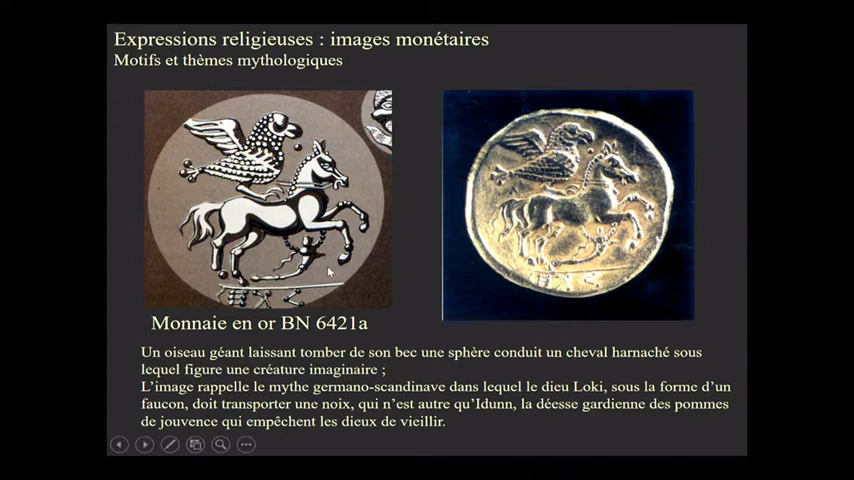 Expressions religieuses : images monétaires
Motifs et thèmes mythologiques
Monnaie en or BN 6421a
Un oiseau géant laissant tomber de son bec une sphère conduit un cheval harnaché sous
lequel figure une créature imaginaire ;
L'image rappelle le mythe germano-scandinave dans lequel le dieu Loki, sous la forme d'un
faucon, doit transporter une noix, qui n'est autre qu'Idunn, la déesse gardienne des pommes
de jouvence qui empêchent les dieux de vieillir.